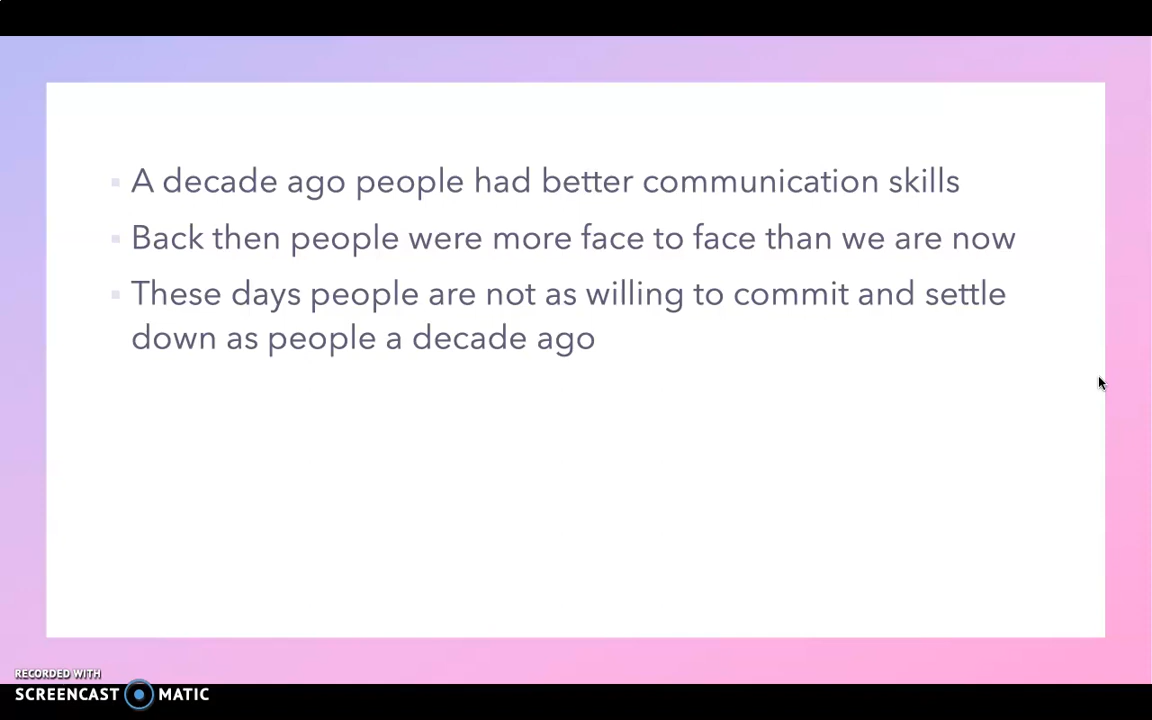 A decade ago people had better communication skills
Back then people were more face to face than we are now
These days people are not as willing to commit and settle
down as people a decade ago
RECORDED WITH
SCREENCAST MATIC